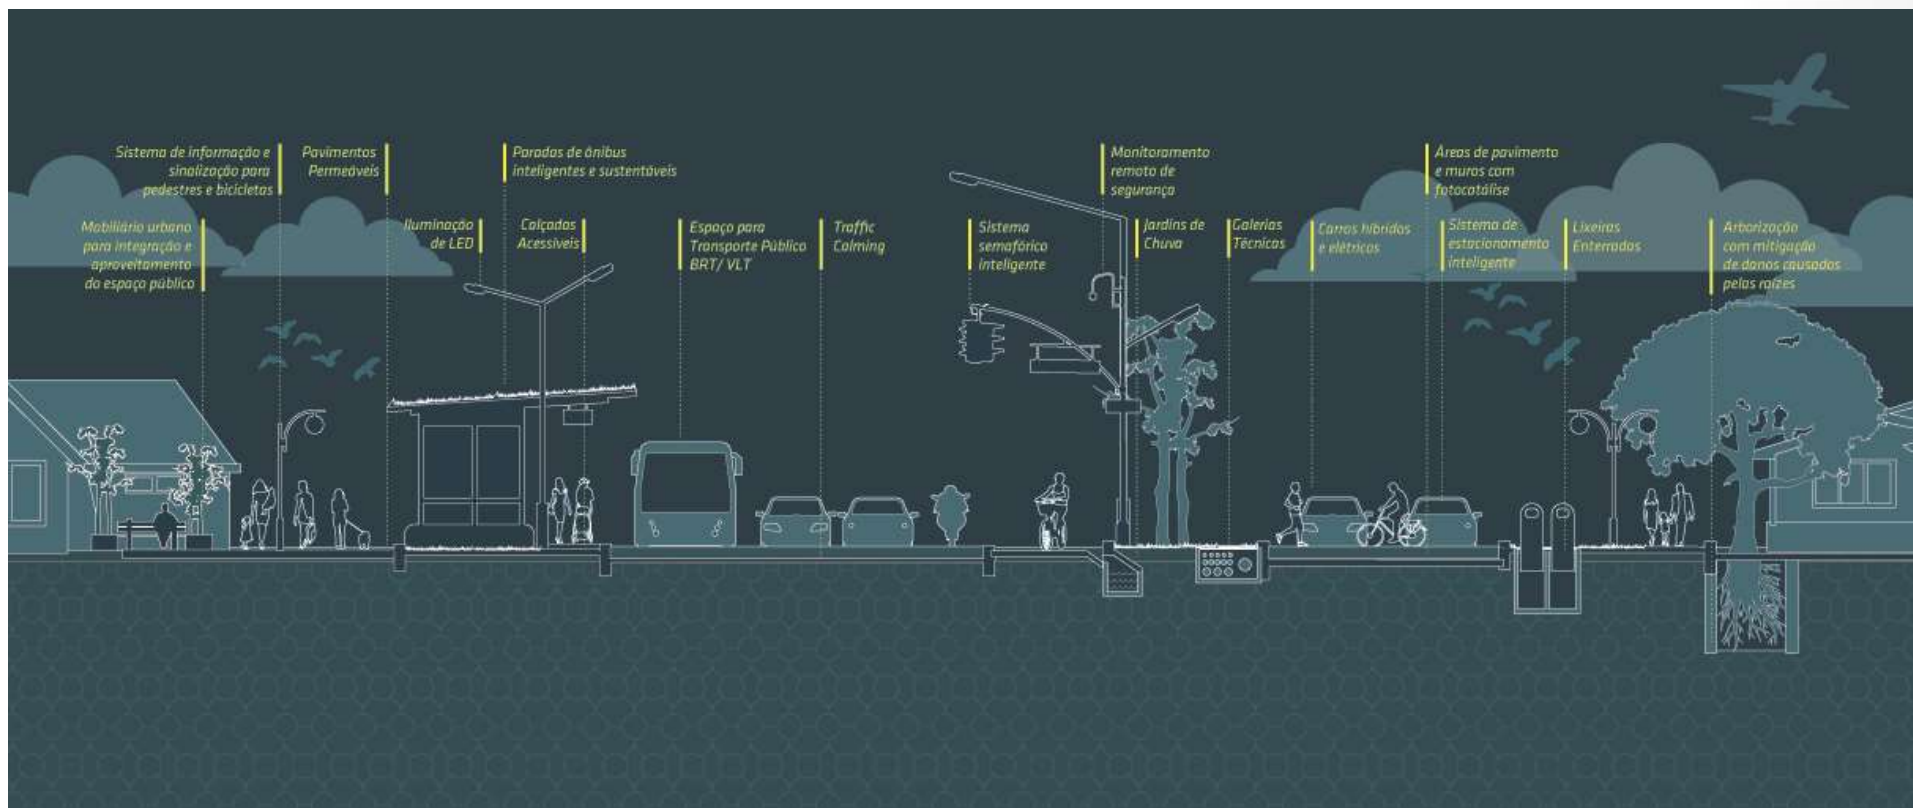 Sistema de informação e
sinalização para
pedestres e bicicletas
Pavimentos
Permeáveis
Paradas de ônibus
inteligentes e sustentáveis
Monitoramento
remoto de
segurança
Áreas de pavimento
e muros com
fotocatálise
Mobiliário urbano
para integração e
aproveitamento
do espaço público
Iluminação
de LED
Calçadas
Acessíveis
Espaço para
Transporte Público
BRT/ VLT
Traffic
Calming
Sistema
semafórico
inteligente
Jardins de
Chuva
Galerias
Técnicas
Carros híbridos
e elétricos
Sistema de
estacionamento
inteligente
Lixeiras
Enterradas
Arborização
com mitigação
de danos causados
pelas raízes